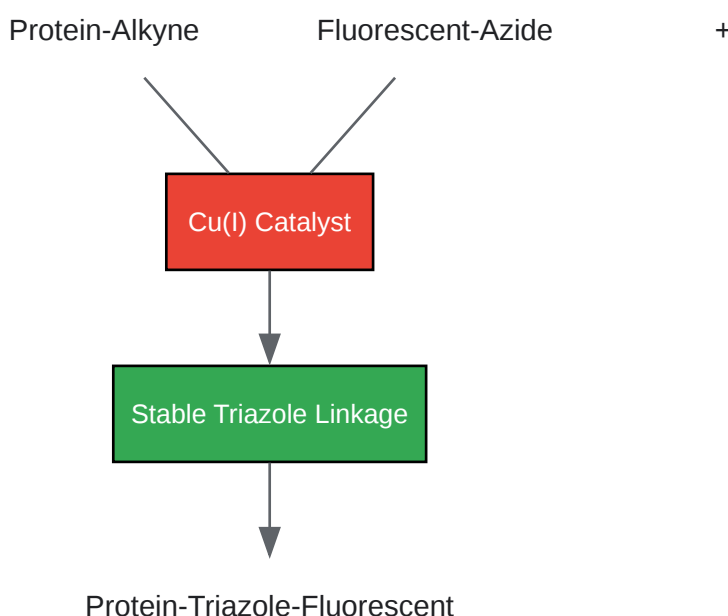 Protein-Alkyne Fluorescent-Azide +
Cu(I) Catalyst
Stable Triazole Linkage
Protein-Triazole-Fluorescent